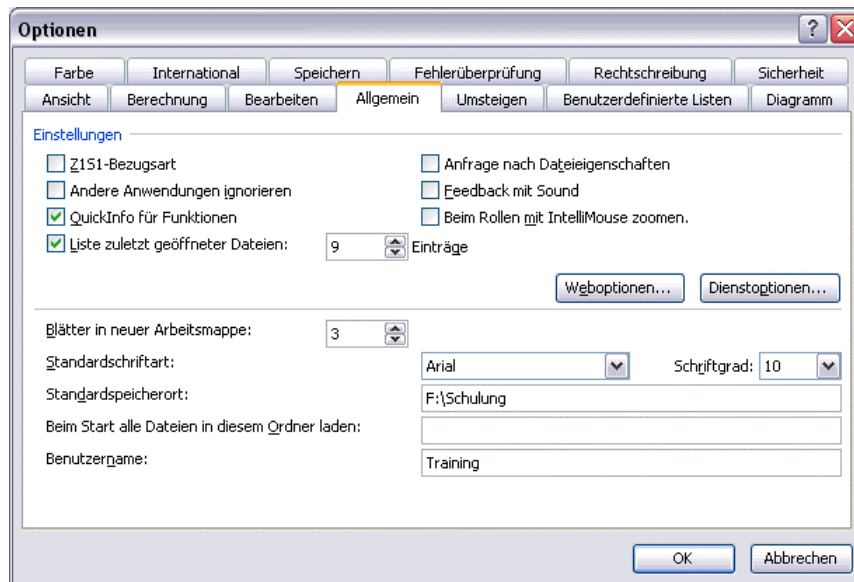 Optionen
Farbe International Speichern Fehlerüberprüfung Rechtschreibung Sicherheit
Ansicht Berechnung Bearbeiten Allgemein Umsteigen Benutzerdefinierte Listen Diagramm
Einstellungen
Z1S1-Bezugsart Anfrage nach Dateieigenschaften
Andere Anwendungen ignorieren Feedback mit Sound
QuickInfo für Funktionen Beim Rollen mit IntelliMouse zoomen.
Liste zuletzt geöffneter Dateien: 9 Einträge
Weboptionen... Dienstoptionen...
Blätter in neuer Arbeitsmappe: 3
Standardschriftart: Arial Schriftgrad: 10
Standardspeicherort: F:\Schulung
Beim Start alle Dateien in diesem Ordner laden:
Benutzername: Training
OK Abbrechen